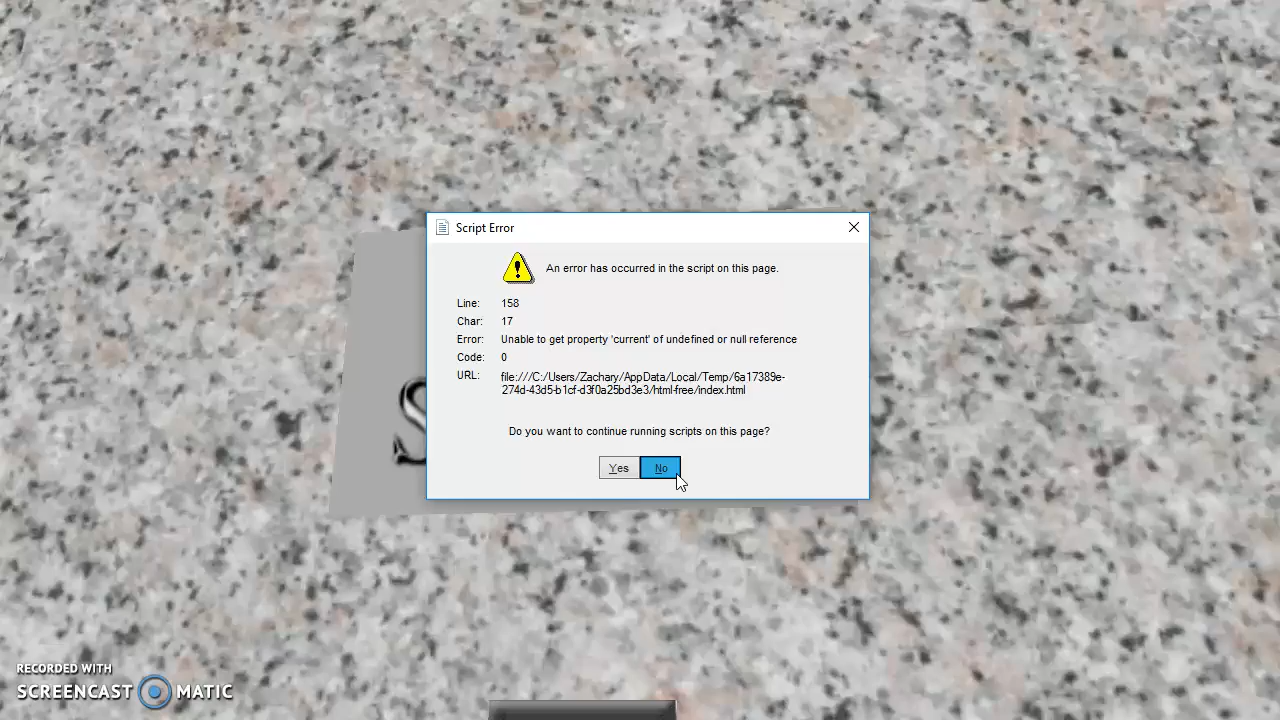 Script Error
An error has occurred in the script on this page.
Line: 158
Char: 17
Error: Unable to get property 'current' of undefined or null reference
Code: 0
URL: file:///C:/Users/Zachary/AppData/Local/Temp/6a17389e-
274d-43d5-b1cf-d3f0a25bd3e3/html-free/index.html
Do you want to continue running scripts on this page?
Yes No
S
RECORDED WITH
SCREENCAST MATIC